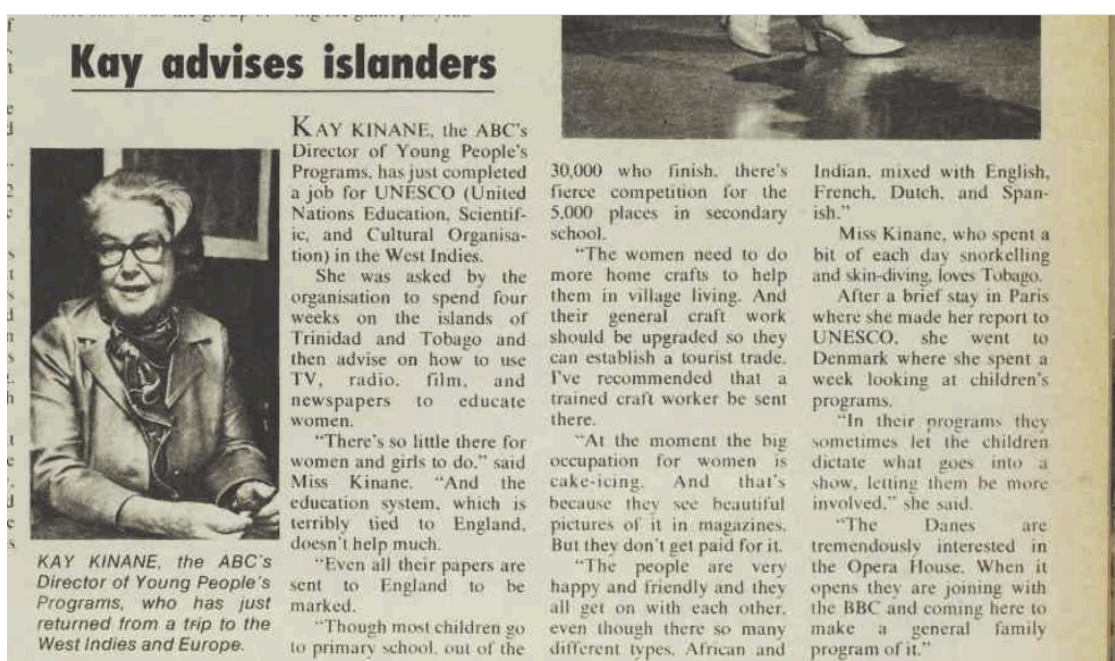 Kay advises islanders
KAY KINANE, the ABC's
Director of Young People's
Programs, has just completed
a job for UNESCO (United
Nations Education, Scientif-
ic, and Cultural Organisa-
tion) in the West Indies.
She was asked by the
organisation to spend four
weeks on the islands of
Trinidad and Tobago and
then advise on how to use
TV, radio, film, and
newspapers to educate
women.
"There's so little there for
women and girls to do," said
Miss Kinane. "And the
education system, which is
terribly tied to England,
doesn't help much.
"Even all their papers are
sent to England to be
marked.
"Though most children go
to primary school, out of the
30,000 who finish, there's
fierce competition for the
5,000 places in secondary
school.
"The women need to do
more home crafts to help
them in village living. And
their general craft work
should be upgraded so they
can establish a tourist trade.
I've recommended that a
trained craft worker be sent
there.
"At the moment the big
occupation for women is
cake-icing. And that's
because they see beautiful
pictures of it in magazines.
But they don't get paid for it.
"The people are very
happy and friendly and they
all get on with each other,
even though there so many
different types, African and
Indian, mixed with English,
French, Dutch, and Span-
ish."
Miss Kinane, who spent a
bit of each day snorkelling
and skin-diving, loves Tobago.
After a brief stay in Paris
where she made her report to
UNESCO, she went to
Denmark where she spent a
week looking at children's
programs.
"In their programs they
sometimes let the children
dictate what goes into a
show, letting them be more
involved," she said.
"The Danes are
tremendously interested in
the Opera House. When it
opens they are joining with
the BBC and coming here to
make a general family
program of it."
KAY KINANE, the ABC's
Director of Young People's
Programs, who has just
returned from a trip to the
West Indies and Europe.